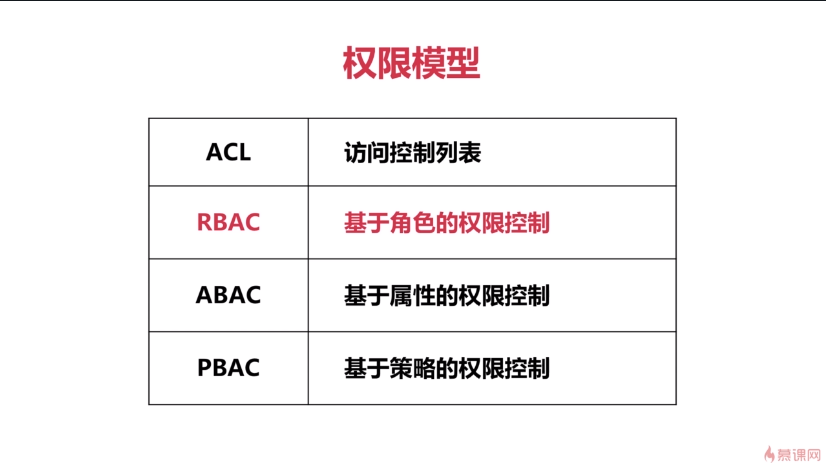 权限模型
ACL 访问控制列表
RBAC 基于角色的权限控制
ABAC 基于属性的权限控制
PBAC 基于策略的权限控制
慕课网